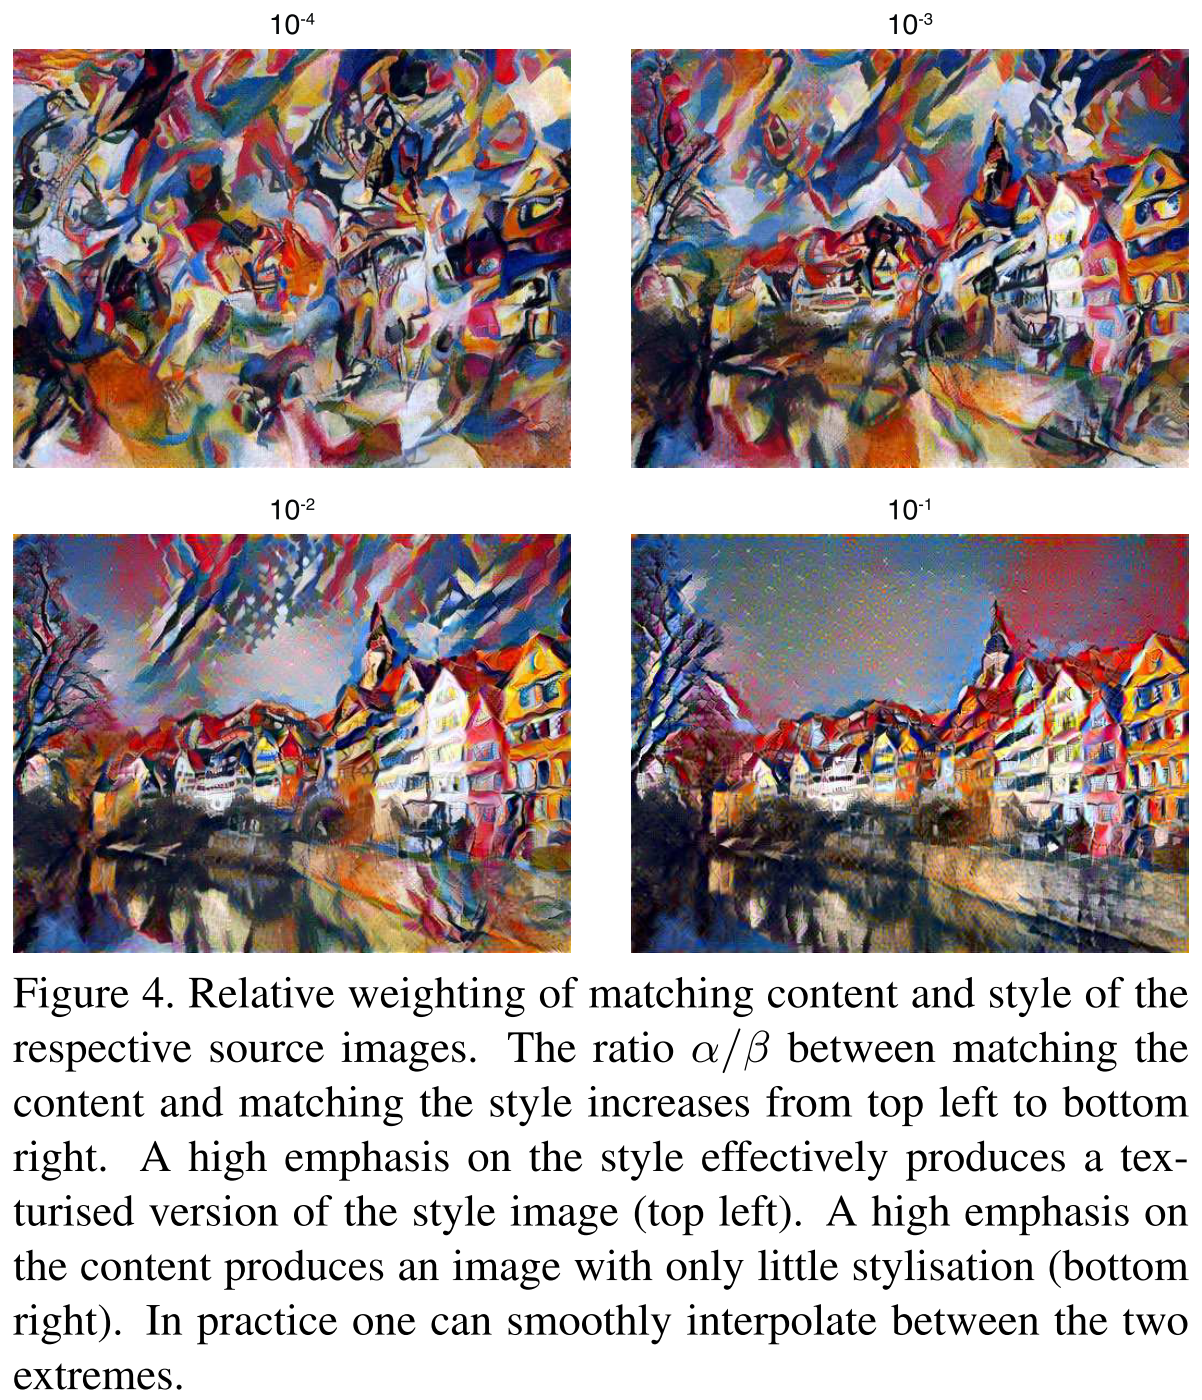 10⁻⁴
10⁻³
10⁻²
10⁻¹
Figure 4. Relative weighting of matching content and style of the
respective source images. The ratio α/β between matching the
content and matching the style increases from top left to bottom
right. A high emphasis on the style effectively produces a tex-
turised version of the style image (top left). A high emphasis on
the content produces an image with only little stylisation (bottom
right). In practice one can smoothly interpolate between the two
extremes.